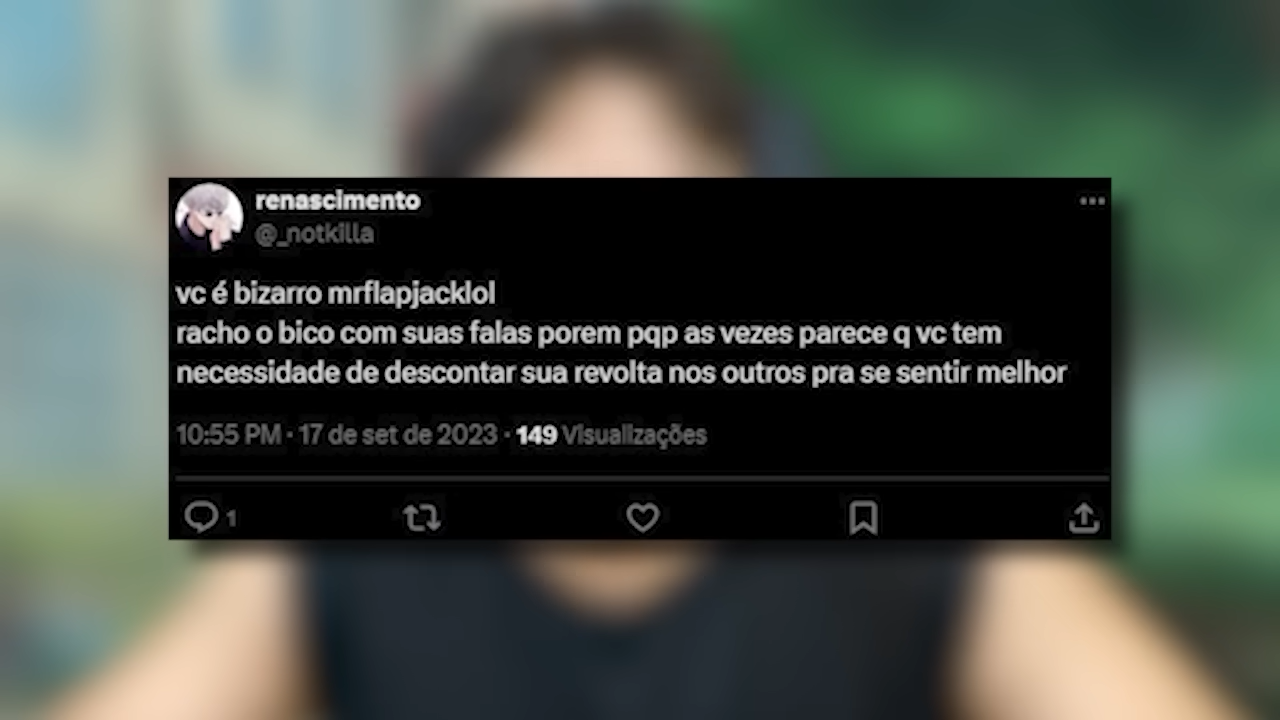 renascimento
@_notkilla
vc é bizarro mrflapjacklol
racho o bico com suas falas porem pqp as vezes parece q vc tem
necessidade de descontar sua revolta nos outros pra se sentir melhor
10:55 PM · 17 de set de 2023 · 149 Visualizações
1